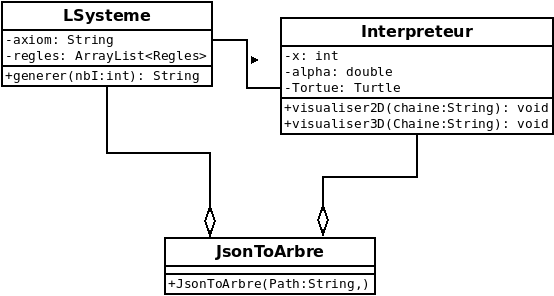 LSysteme
-axiom: String
-regles: ArrayList<Regles>
+generer(nbI:int): String
Interpreteur
-x: int
-alpha: double
-Tortue: Turtle
+visualiser2D(chaine:String): void
+visualiser3D(Chaine:String): void
JsonToArbre
+JsonToArbre(Path:String,)